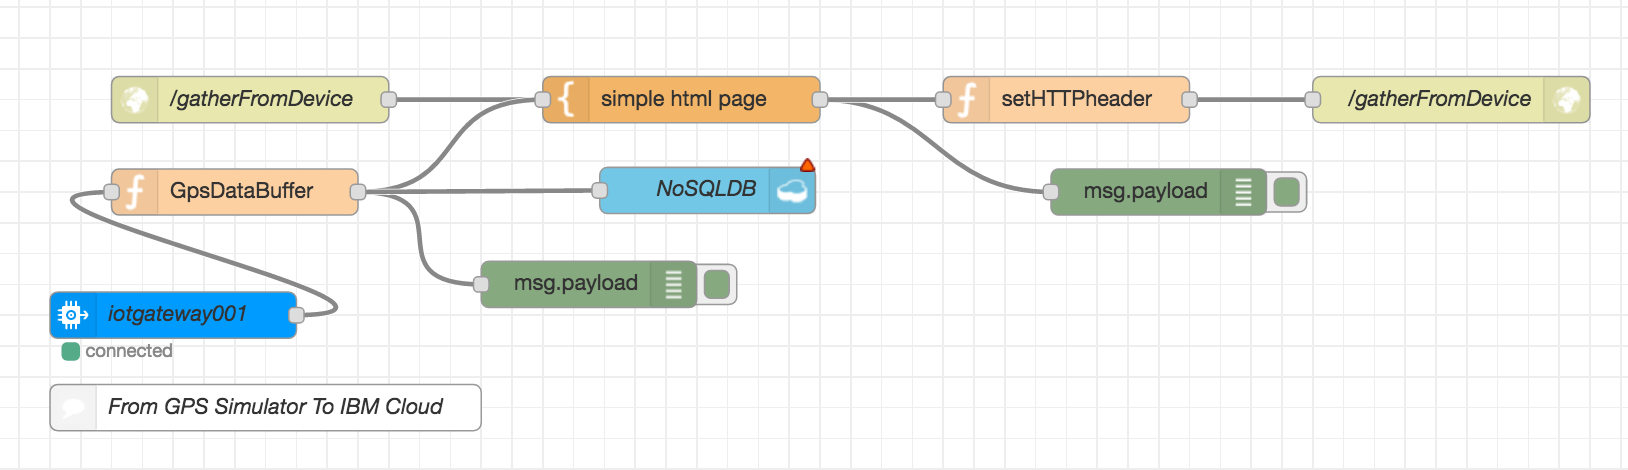 /gatherFromDevice
simple html page
setHTTPheader
/gatherFromDevice
GpsDataBuffer
NoSQLDB
msg.payload
msg.payload
iotgateway001
connected
From GPS Simulator To IBM Cloud